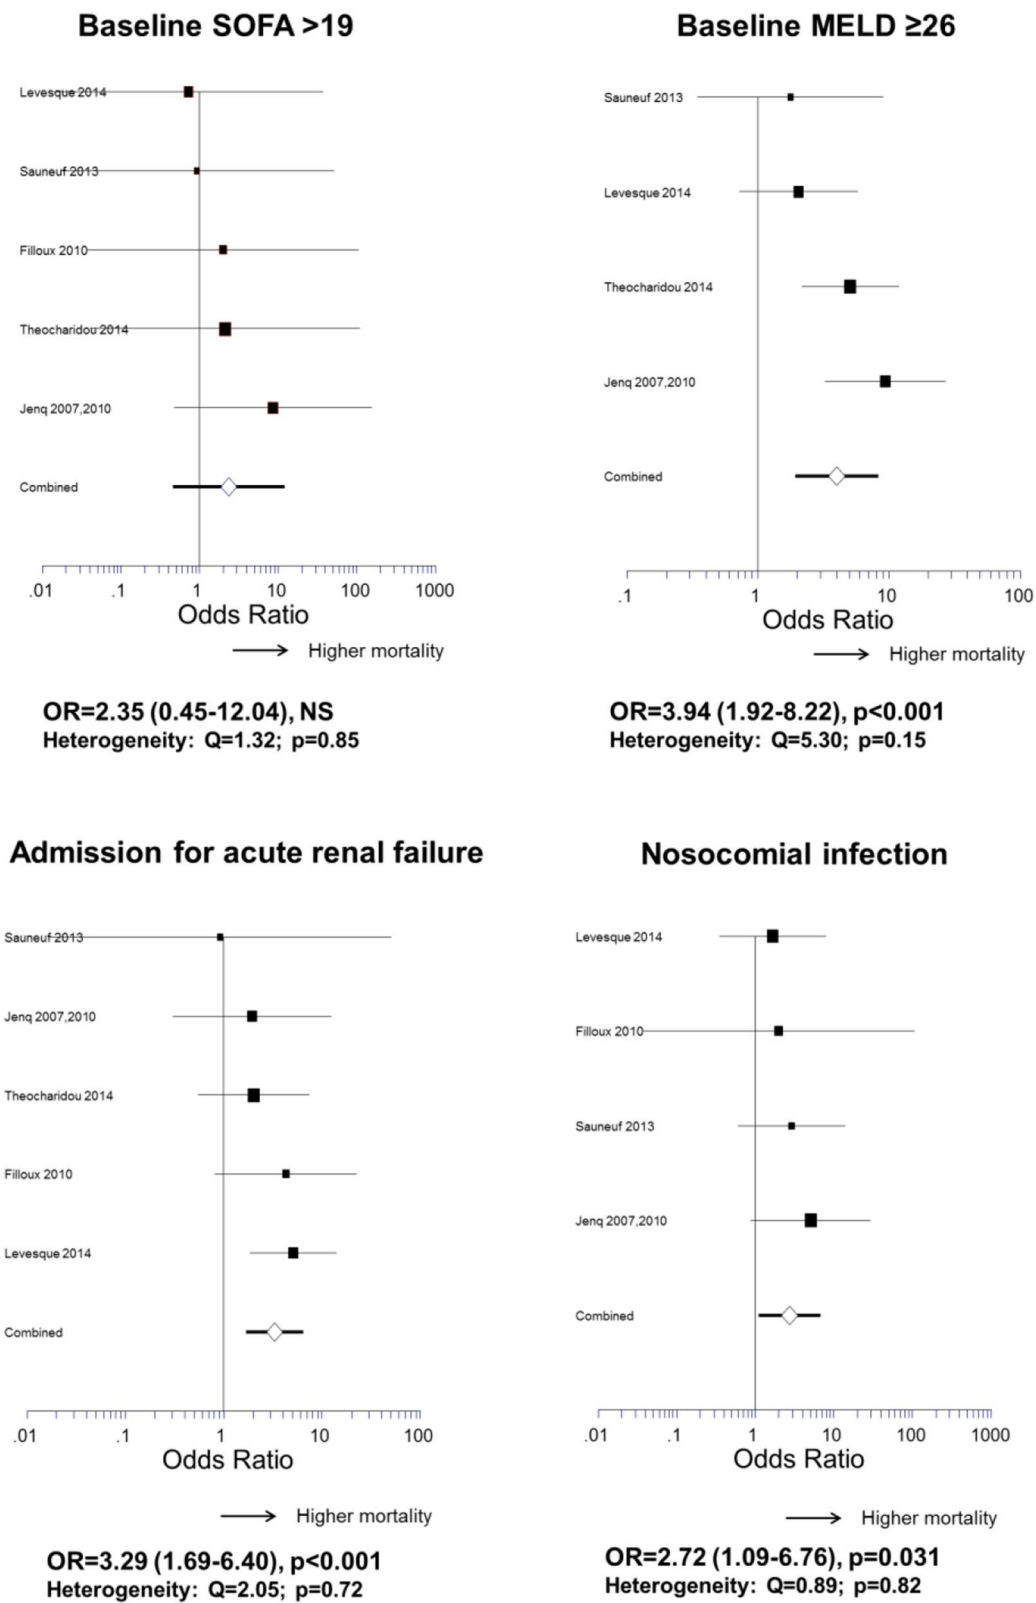 Baseline SOFA >19
Levesque 2014
Sauneuf 2013
Filloux 2010
Theocharidou 2014
Jenq 2007,2010
Combined
.01 .1 1 10 100 1000
Odds Ratio
Higher mortality
OR=2.35 (0.45-12.04), NS
Heterogeneity: Q=1.32; p=0.85
Baseline MELD ≥26
Sauneuf 2013
Levesque 2014
Theocharidou 2014
Jenq 2007,2010
Combined
.1 1 10 100
Odds Ratio
Higher mortality
OR=3.94 (1.92-8.22), p<0.001
Heterogeneity: Q=5.30; p=0.15
Admission for acute renal failure
Sauneuf 2013
Jenq 2007,2010
Theocharidou 2014
Filloux 2010
Levesque 2014
Combined
.01 .1 1 10 100
Odds Ratio
Higher mortality
OR=3.29 (1.69-6.40), p<0.001
Heterogeneity: Q=2.05; p=0.72
Nosocomial infection
Levesque 2014
Filloux 2010
Sauneuf 2013
Jenq 2007,2010
Combined
.01 .1 1 10 100 1000
Odds Ratio
Higher mortality
OR=2.72 (1.09-6.76), p=0.031
Heterogeneity: Q=0.89; p=0.82